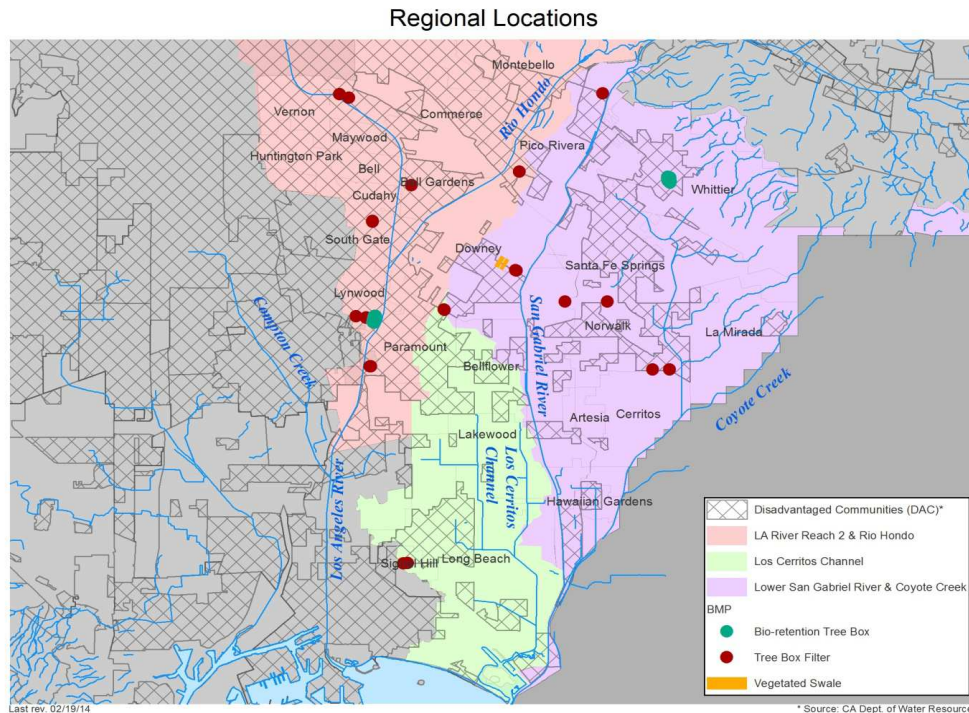 Regional Locations
Montebello
Rio Hondo
Vernon
Commerce
Maywood
Pico Rivera
Huntington Park
Bell
Whittier
Bell Gardens
Cudahy
South Gate
Downey
Santa Fe Springs
Lynwood
Compton Creek
San Gabriel River
Norwalk
La Mirada
Paramount
Bellflower
Coyote Creek
Artesia
Cerritos
Lakewood
Los Cerritos
Channel
Los Angeles River
Hawaiian Gardens
Signal Hill
Long Beach
Disadvantaged Communities (DAC)*
LA River Reach 2 & Rio Hondo
Los Cerritos Channel
Lower San Gabriel River & Coyote Creek
BMP
Bio-retention Tree Box
Tree Box Filter
Vegetated Swale
Last rev. 02/19/14
* Source: CA Dept. of Water Resource